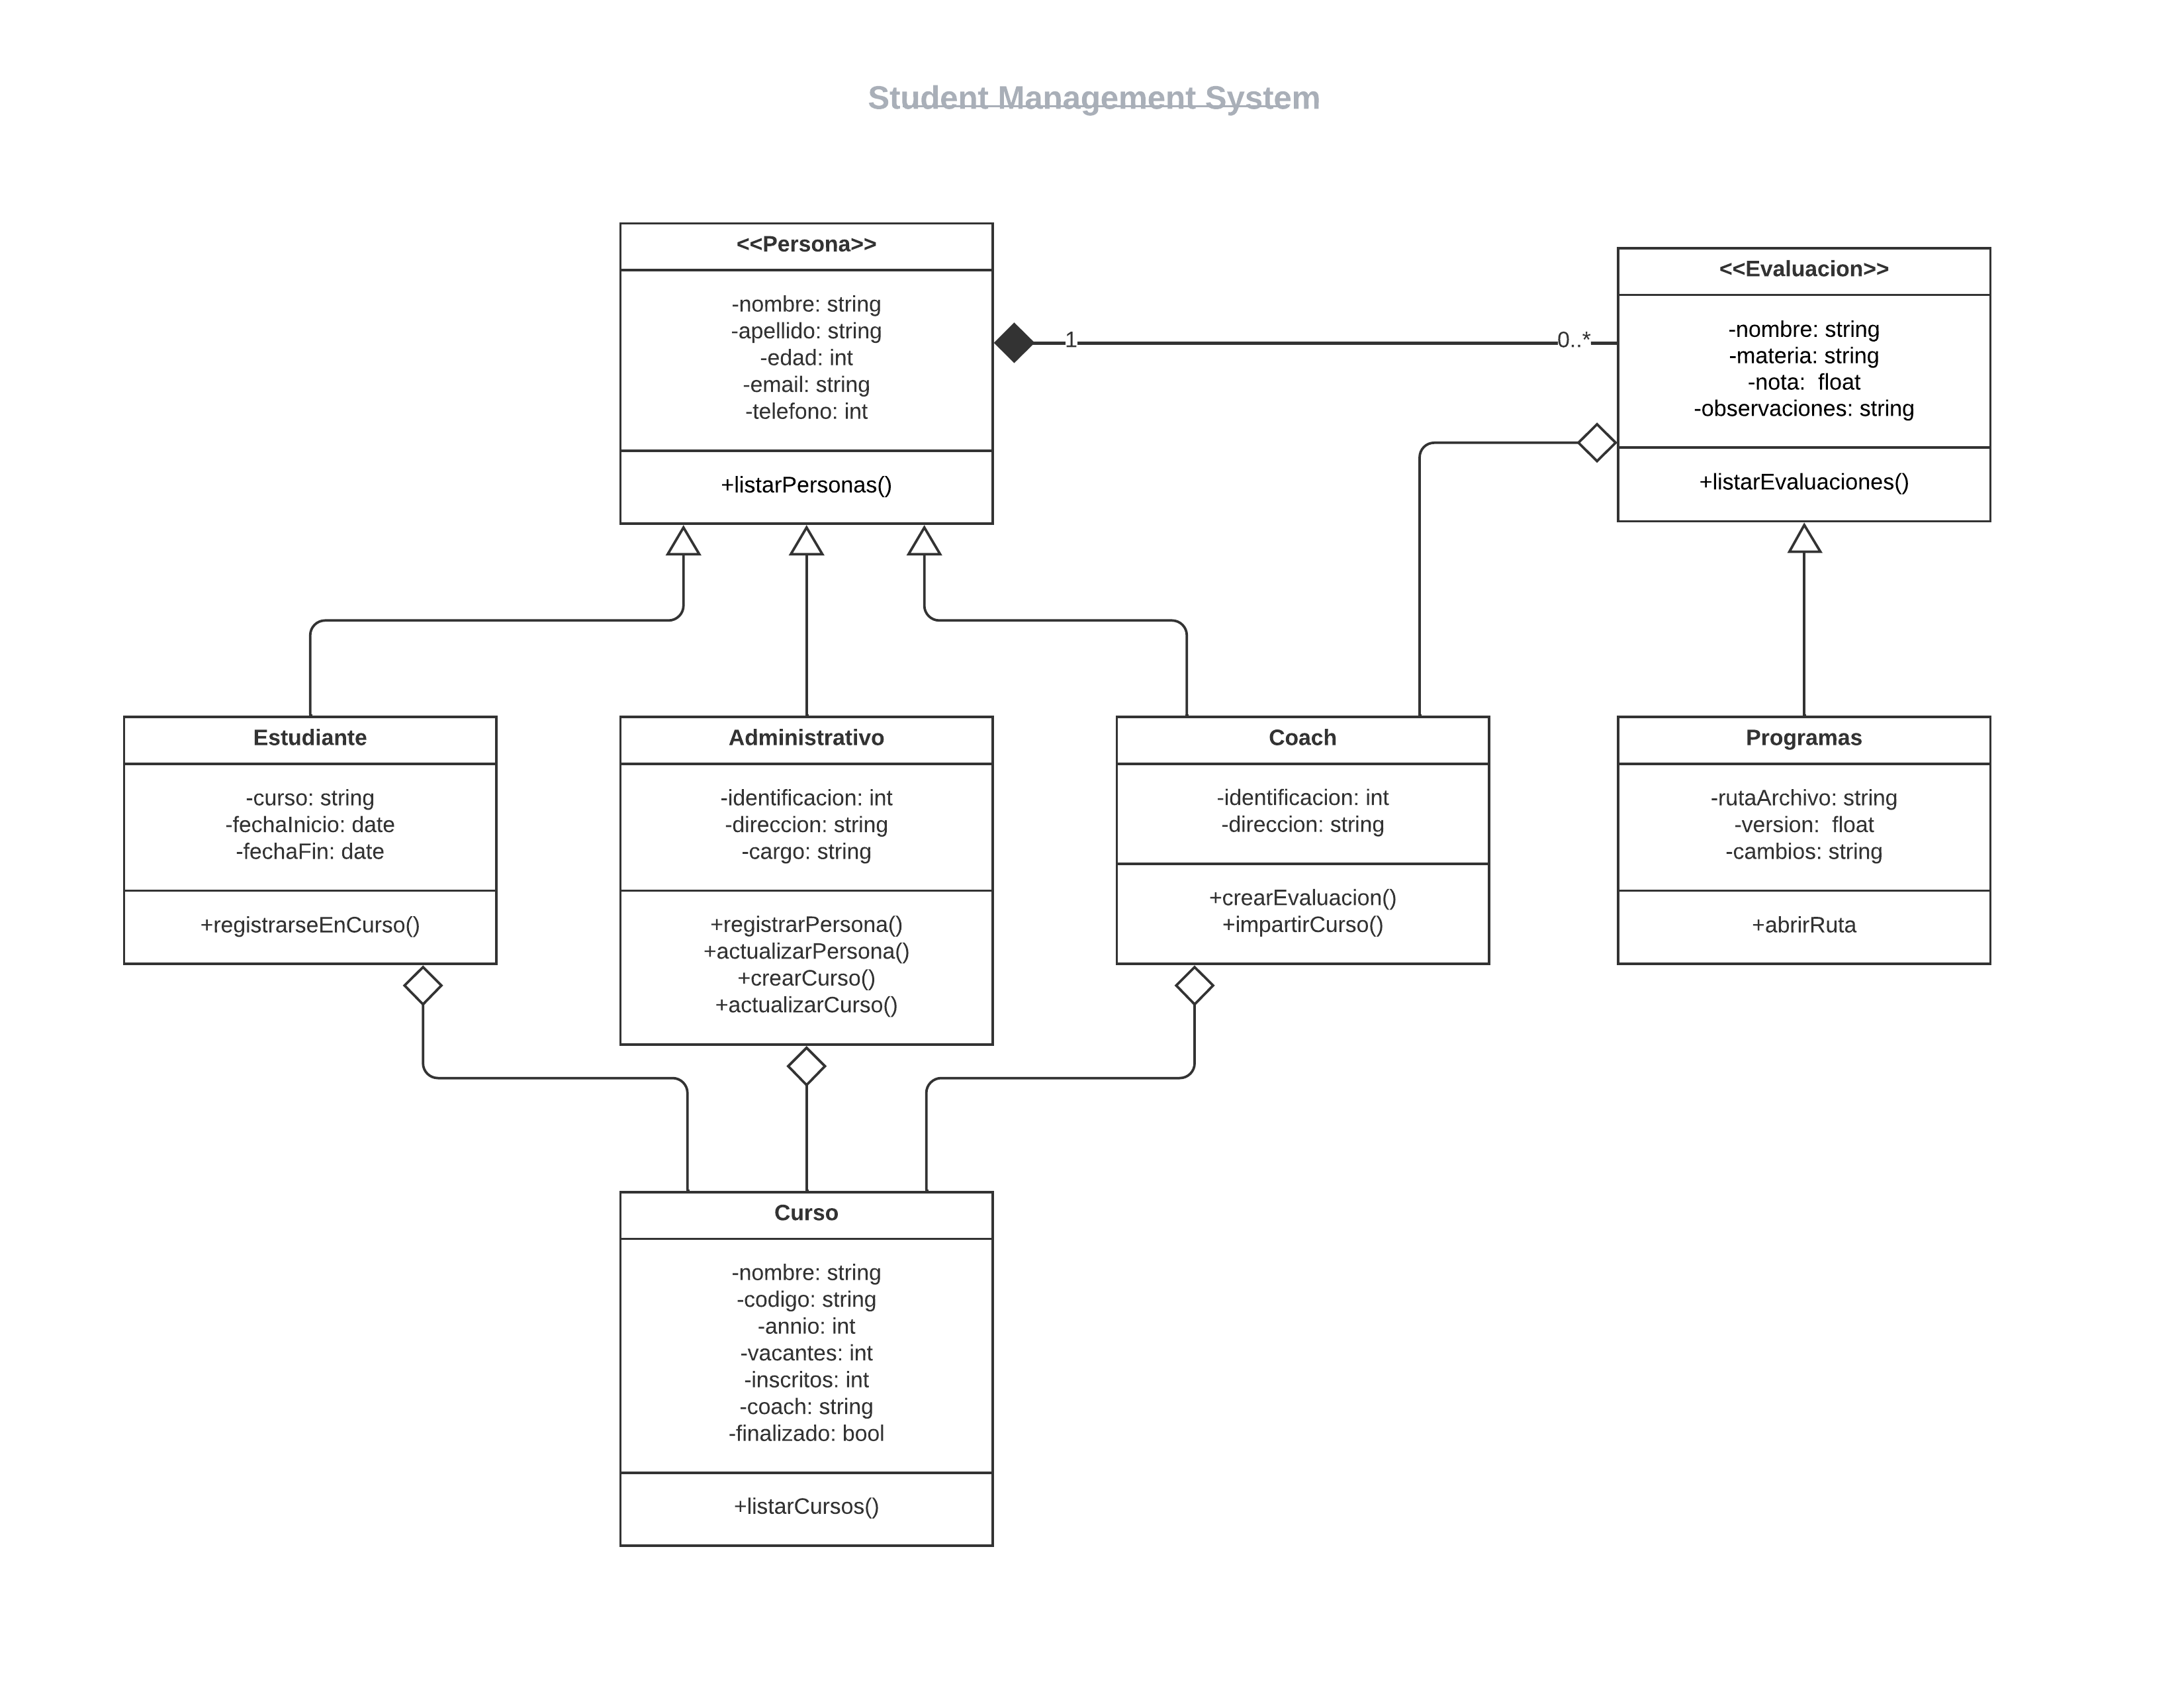 Student Management System
<<Persona>>
-nombre: string
-apellido: string
-edad: int
-email: string
-telefono: int
+listarPersonas()
1
0..*
<<Evaluacion>>
-nombre: string
-materia: string
-nota:  float
-observaciones: string
+listarEvaluaciones()
Estudiante
-curso: string
-fechaInicio: date
-fechaFin: date
+registrarseEnCurso()
Administrativo
-identificacion: int
-direccion: string
-cargo: string
+registrarPersona()
+actualizarPersona()
+crearCurso()
+actualizarCurso()
Coach
-identificacion: int
-direccion: string
+crearEvaluacion()
+impartirCurso()
Programas
-rutaArchivo: string
-version:  float
-cambios: string
+abrirRuta
Curso
-nombre: string
-codigo: string
-annio: int
-vacantes: int
-inscritos: int
-coach: string
-finalizado: bool
+listarCursos()